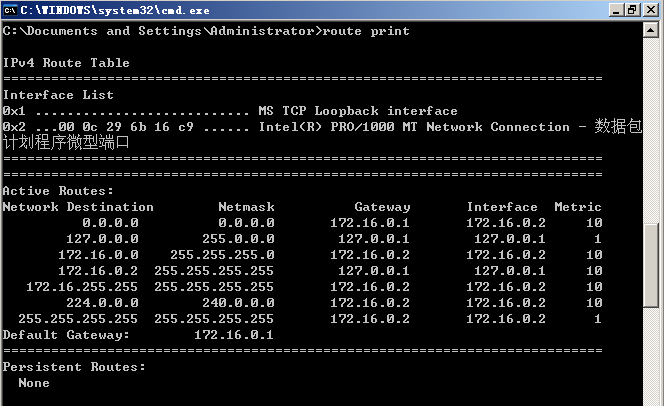 C:\WINDOWS\system32\cmd.exe
C:\Documents and Settings\Administrator>route print
IPv4 Route Table
===========================================================================
Interface List
0x1 ........................... MS TCP Loopback interface
0x2 ...00 0c 29 6b 16 c9 ...... Intel(R) PRO/1000 MT Network Connection - 数据包
计划程序微型端口
===========================================================================
===========================================================================
Active Routes:
Network Destination        Netmask          Gateway       Interface  Metric
          0.0.0.0          0.0.0.0       172.16.0.1      172.16.0.2     10
        127.0.0.0        255.0.0.0        127.0.0.1       127.0.0.1      1
       172.16.0.0    255.255.255.0       172.16.0.2      172.16.0.2     10
       172.16.0.2  255.255.255.255        127.0.0.1       127.0.0.1     10
   172.16.255.255  255.255.255.255       172.16.0.2      172.16.0.2     10
        224.0.0.0        240.0.0.0       172.16.0.2      172.16.0.2     10
  255.255.255.255  255.255.255.255       172.16.0.2      172.16.0.2      1
Default Gateway:        172.16.0.1
===========================================================================
Persistent Routes:
  None